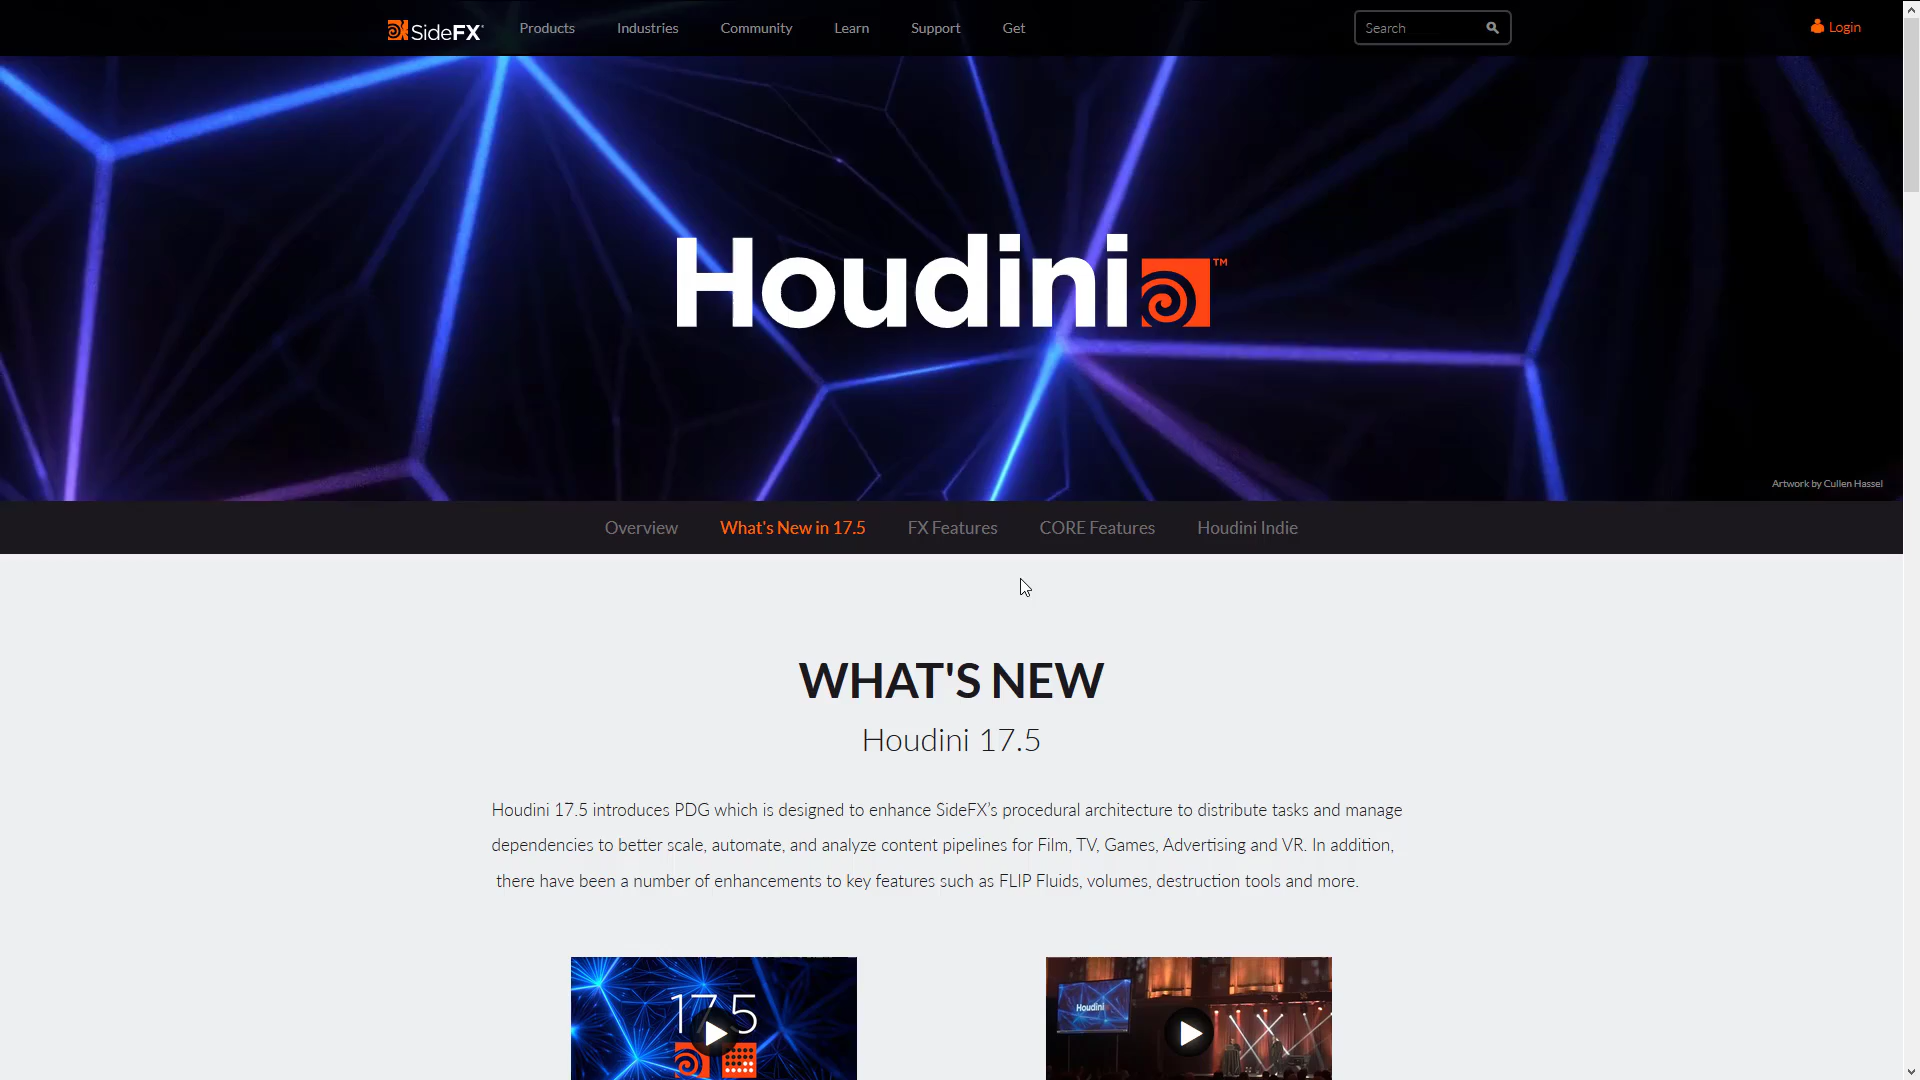 SideFX
Products
Industries
Community
Learn
Support
Get
Search
Login
Houdini™
Artwork by Cullen Hassel
Overview
What's New in 17.5
FX Features
CORE Features
Houdini Indie
WHAT'S NEW
Houdini 17.5
Houdini 17.5 introduces PDG which is designed to enhance SideFX’s procedural architecture to distribute tasks and manage
dependencies to better scale, automate, and analyze content pipelines for Film, TV, Games, Advertising and VR. In addition,
there have been a number of enhancements to key features such as FLIP Fluids, volumes, destruction tools and more.
17.5
Houdini